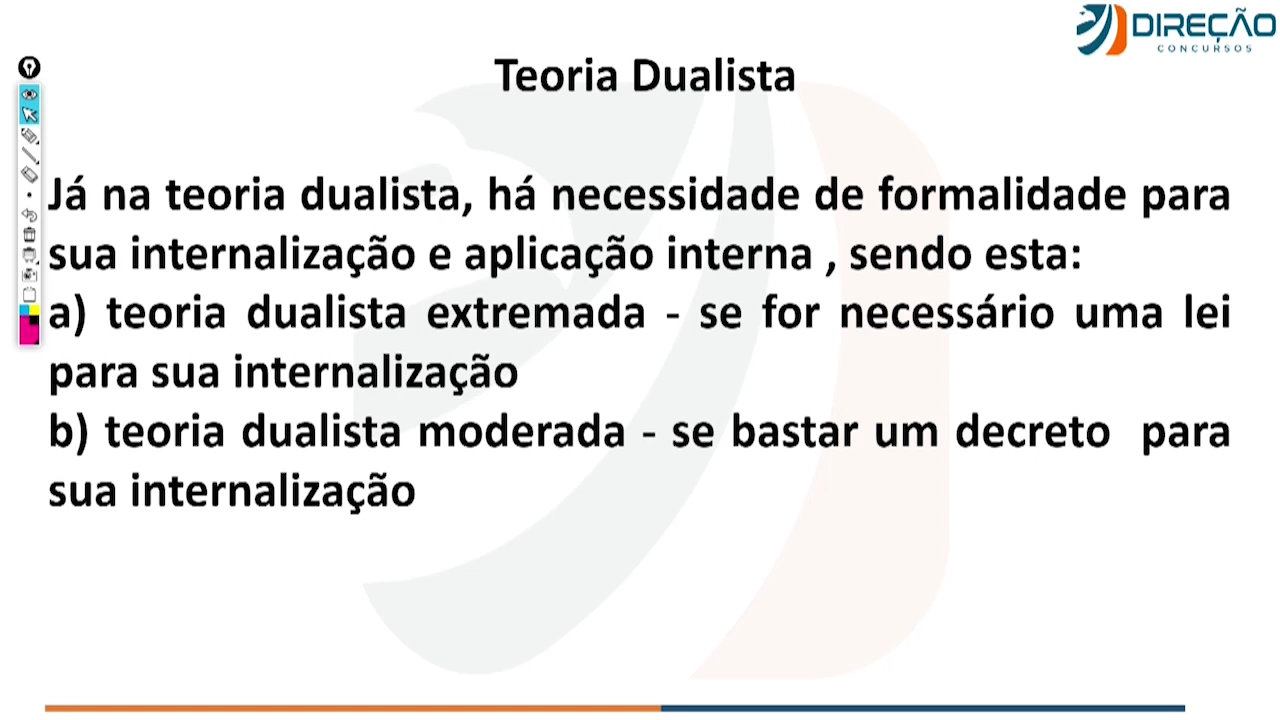 DIREÇÃO
CONCURSOS
Teoria Dualista
Já na teoria dualista, há necessidade de formalidade para
sua internalização e aplicação interna , sendo esta:
a) teoria dualista extremada - se for necessário uma lei
para sua internalização
b) teoria dualista moderada - se bastar um decreto para
sua internalização